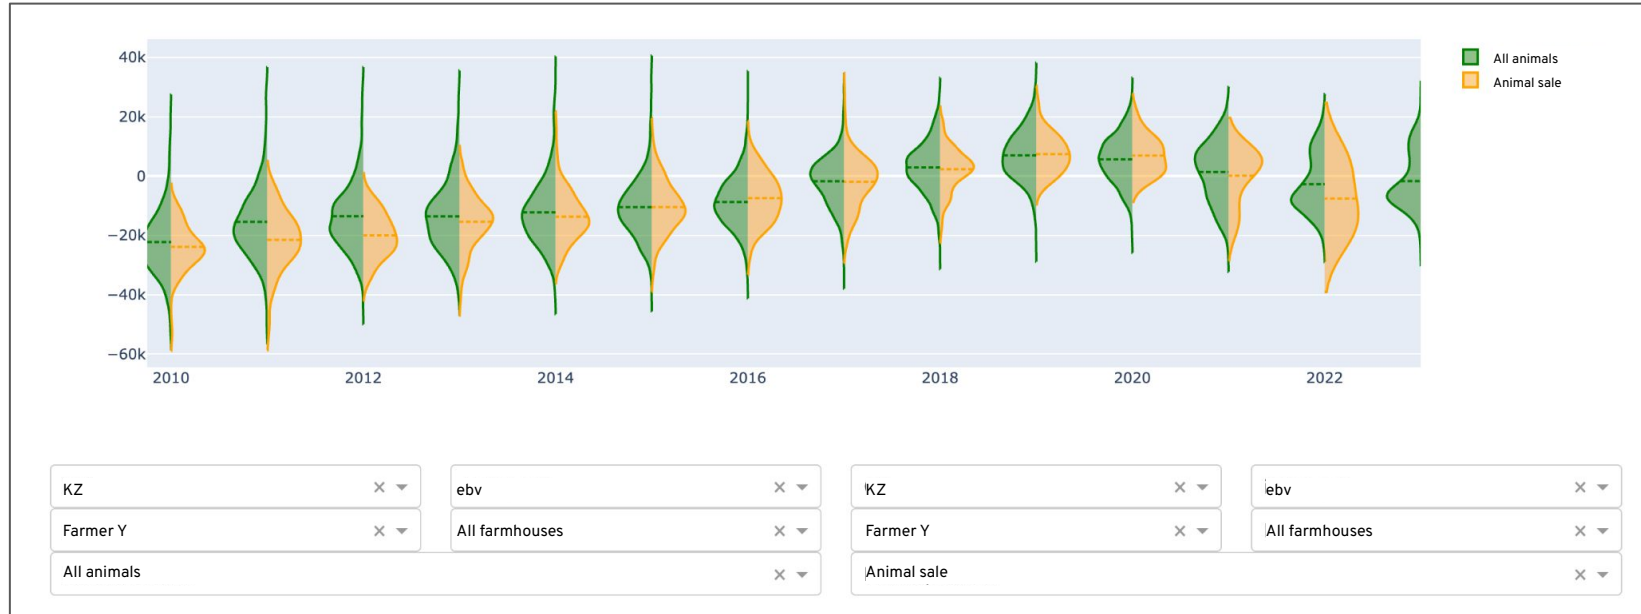 40k
20k
0
−20k
−40k
−60k
2010 2012 2014 2016 2018 2020 2022
All animals
Animal sale
KZ ebv KZ ebv
Farmer Y All farmhouses Farmer Y All farmhouses
All animals Animal sale